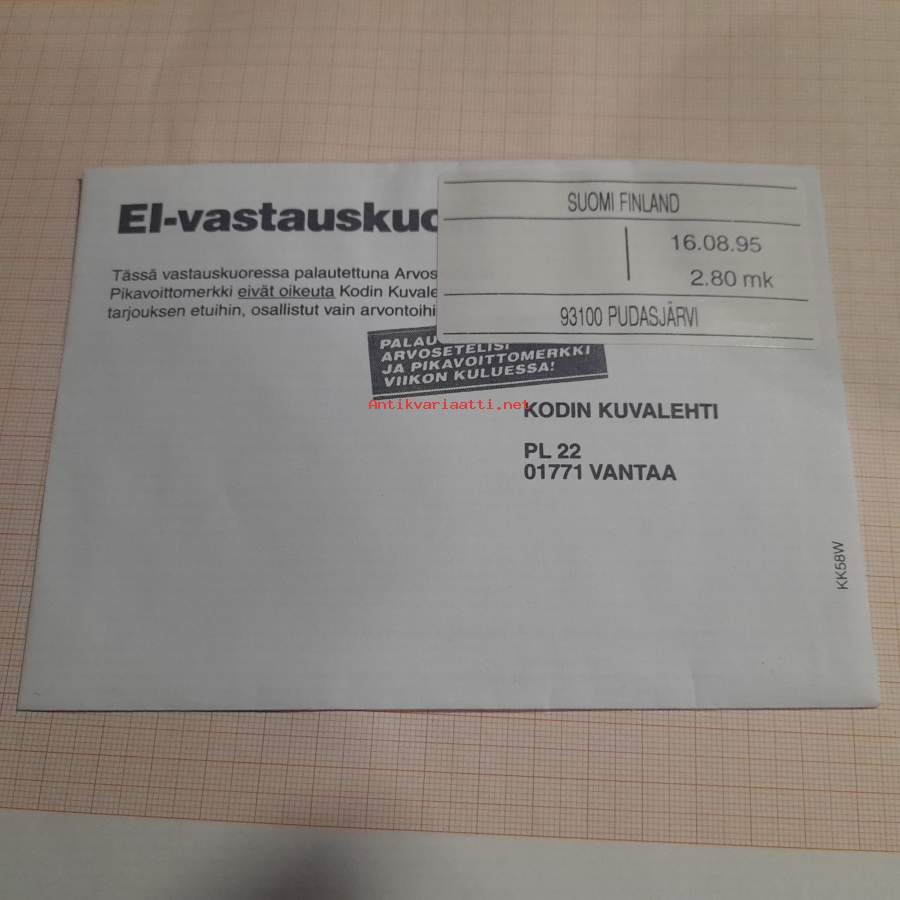 EI-vastauskuo
SUOMI FINLAND
16.08.95
2.80 mk
93100 PUDASJÄRVI
Tässä vastauskuoressa palautettuna Arvos
Pikavoittomerkki eivät oikeuta Kodin Kuvale
tarjouksen etuihin, osallistut vain arvontoihi
PALAU
ARVOSETELISI
JA PIKAVOITTOMERKKI
VIIKON KULUESSA!
Antikvariaatti.net
KODIN KUVALEHTI
PL 22
01771 VANTAA
KK58W